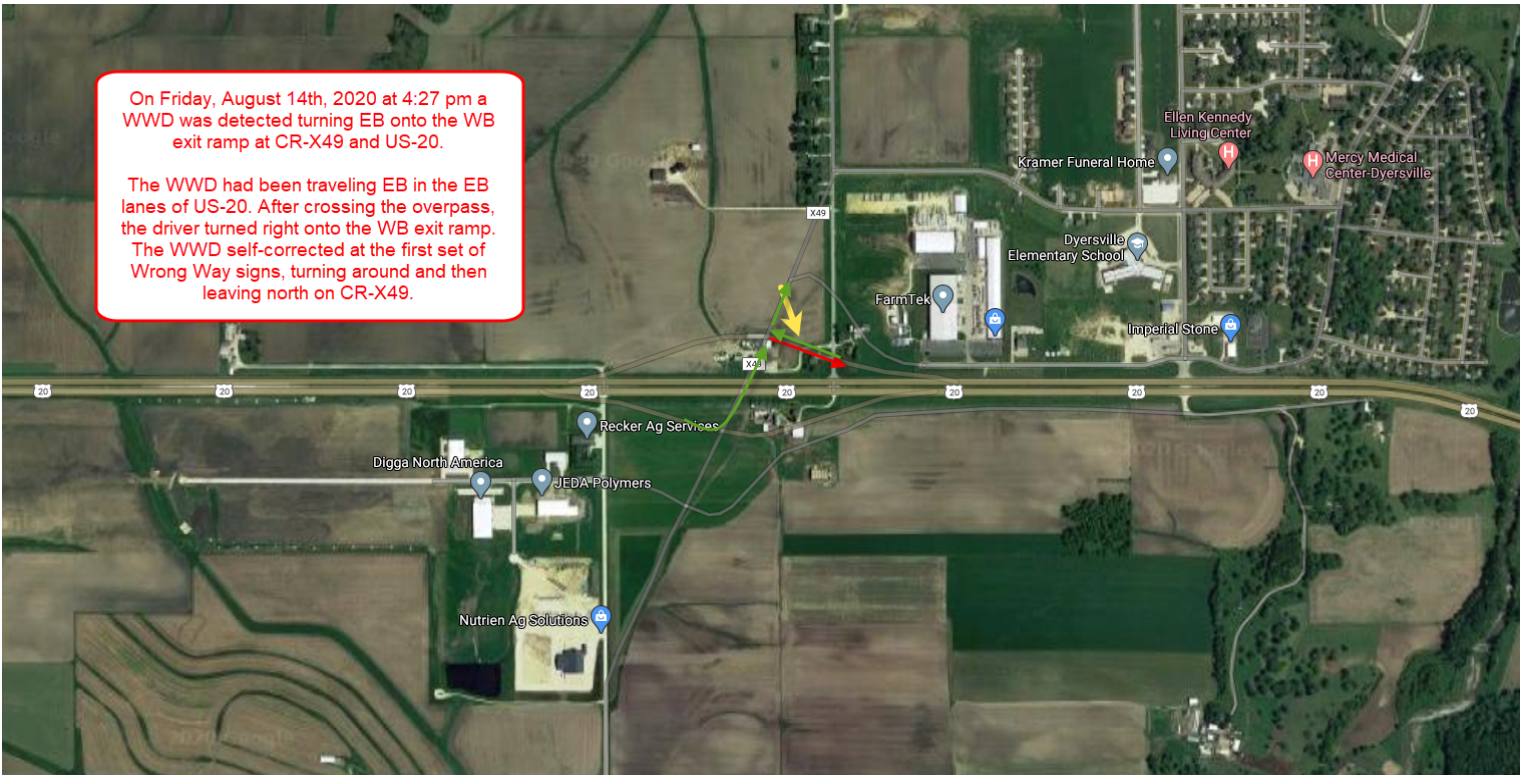 On Friday, August 14th, 2020 at 4:27 pm a
WWD was detected turning EB onto the WB
exit ramp at CR-X49 and US-20.
The WWD had been traveling EB in the EB
lanes of US-20. After crossing the overpass,
the driver turned right onto the WB exit ramp.
The WWD self-corrected at the first set of
Wrong Way signs, turning around and then
leaving north on CR-X49.
Ellen Kennedy
Living Center
Kramer Funeral Home
H
H
Mercy Medical
Center-Dyersville
X49
Dyersville
Elementary School
FarmTek
Imperial Stone
X49
20
20
20
20
20
20
20
20
20
Recker Ag Services
Digga North America
JEDA Polymers
Nutrien Ag Solutions